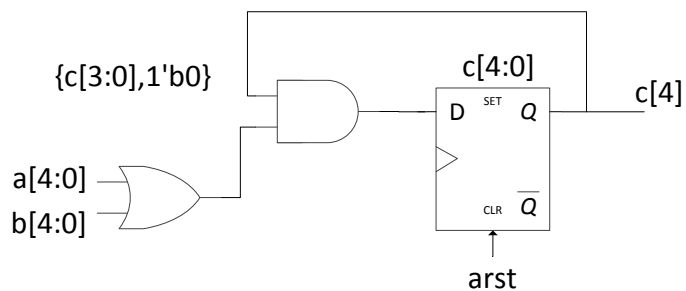 c[4:0]
{c[3:0],1'b0}
c[4]
D SET Q
a[4:0]
b[4:0]
CLR Q
arst